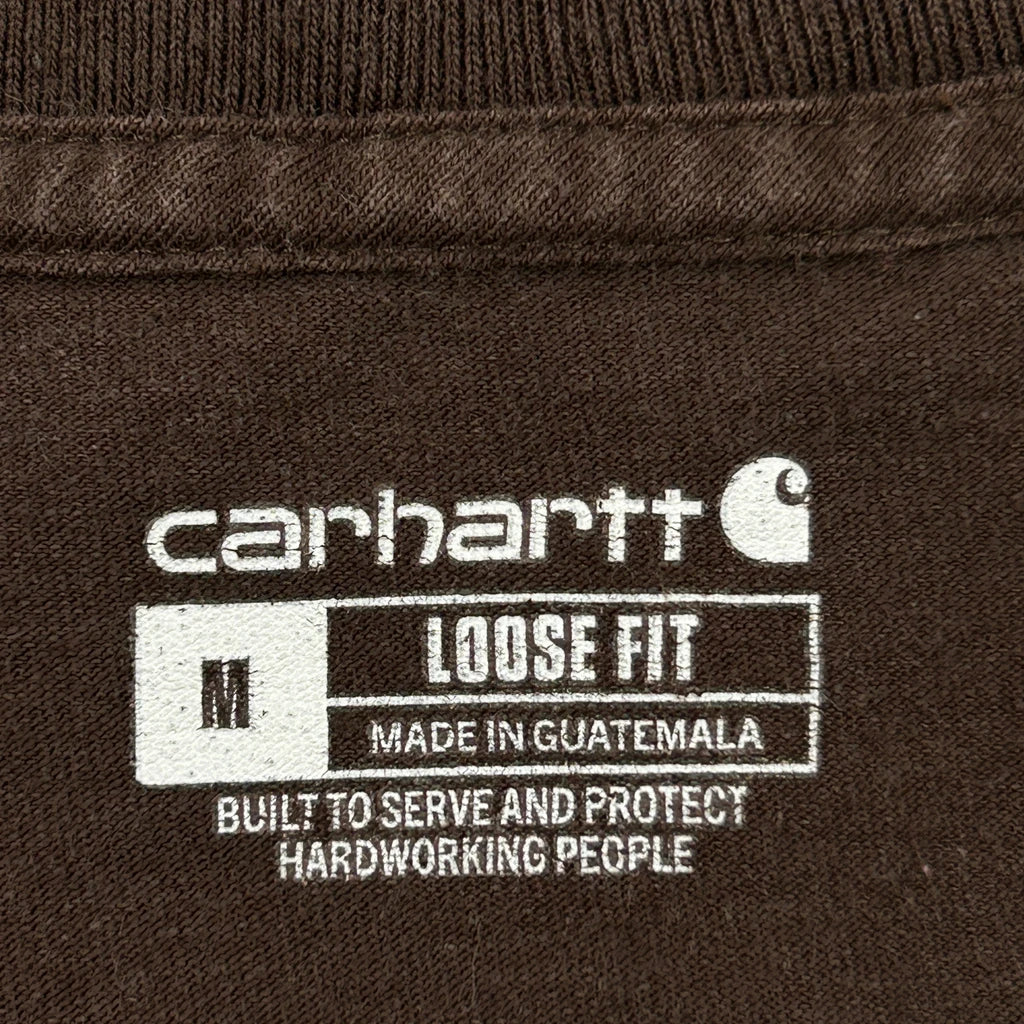 carhartt
M
LOOSE FIT
MADE IN GUATEMALA
BUILT TO SERVE AND PROTECT
HARDWORKING PEOPLE